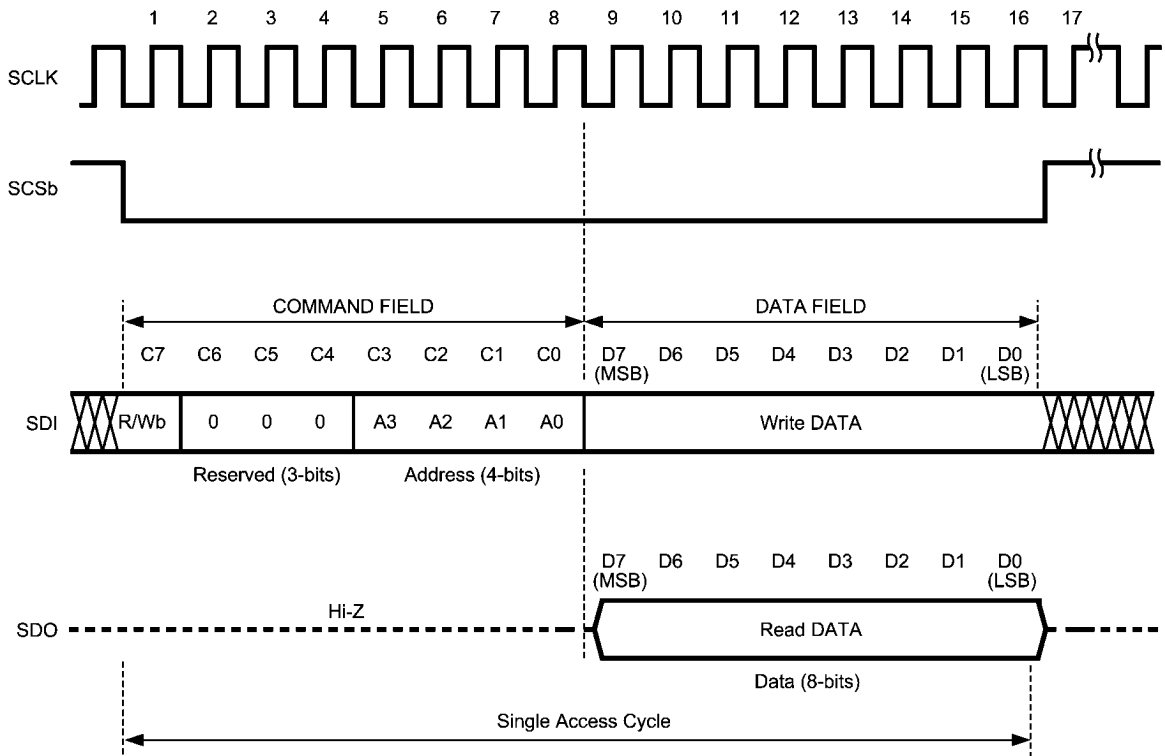 1 2 3 4 5 6 7 8 9 10 11 12 13 14 15 16 17
SCLK
SCSb
COMMAND FIELD DATA FIELD
C7 C6 C5 C4 C3 C2 C1 C0 D7 D6 D5 D4 D3 D2 D1 D0
(MSB) (LSB)
SDI R/Wb 0 0 0 A3 A2 A1 A0 Write DATA
Reserved (3-bits) Address (4-bits)
D7 D6 D5 D4 D3 D2 D1 D0
(MSB) (LSB)
Hi-Z
SDO Read DATA
Data (8-bits)
Single Access Cycle